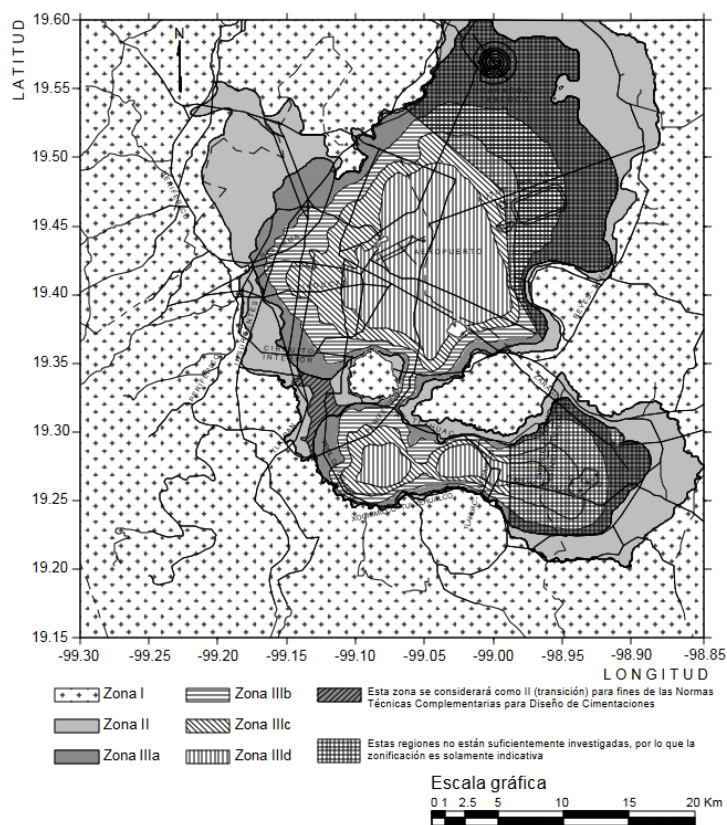 LATITUD
N
19.60
19.55
19.50
19.45
19.40
19.35
19.30
19.25
19.20
19.15
PERIFERICO
AEROPUERTO
INSURGENTES
CIRCUITO
INTERIOR
PERIFERICO
TLALPAN
TLAHUAC
-99.30
-99.25
-99.20
-99.15
-99.10
-99.05
-99.00
-98.95
-98.90
-98.85
LONGITUD
Zona I
Zona IIIb
Esta zona se considerará como II (transición) para fines de las Normas
Técnicas Complementarias para Diseño de Cimentaciones
Zona II
Zona IIIc
Zona IIIa
Zona IIId
Estas regiones no están suficientemente investigadas, por lo que la
zonificación es solamente indicativa
Escala gráfica
0 1 2.5 5 10 15 20 Km